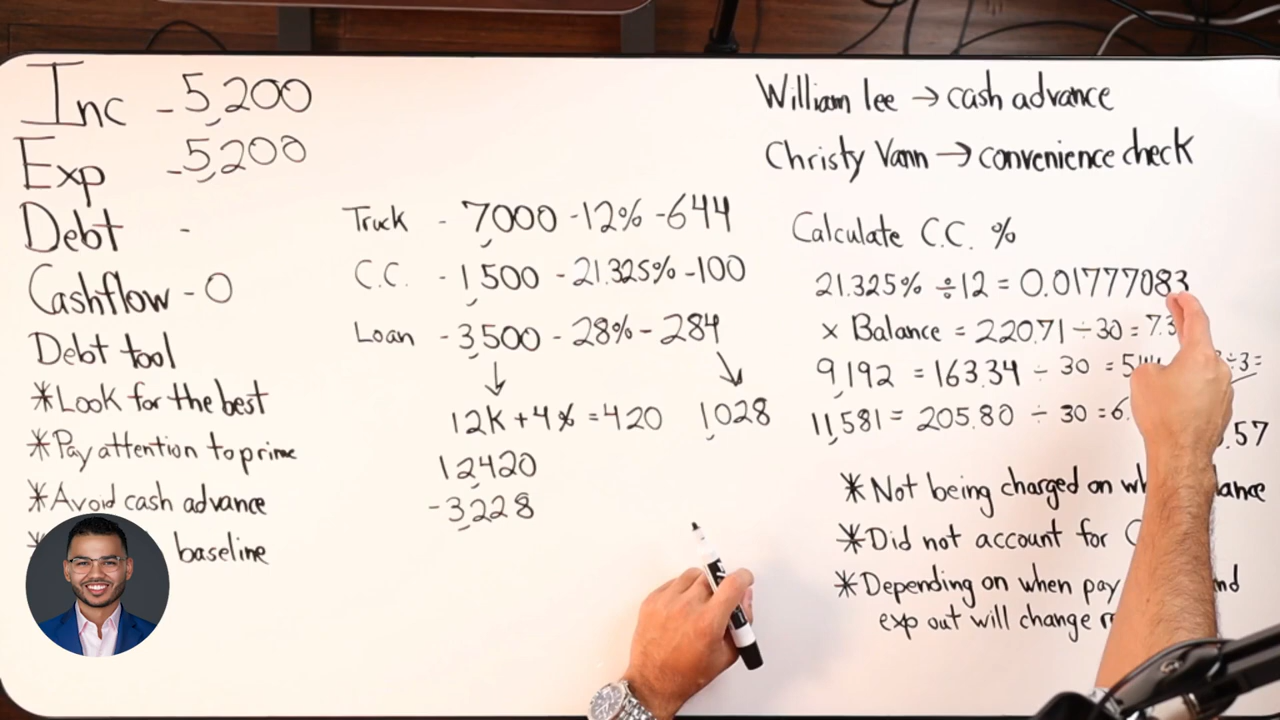 Inc - 5,200
Exp - 5,200
Debt -
Cashflow - 0
Debt tool
*Look for the best
*Pay attention to prime
*Avoid cash advance
* baseline
Truck - 7000 - 12% - 644
C.C. - 1,500 - 21.325% - 100
Loan - 3,500 - 28% - 284
12K + 4% = 420 1028
12420
- 3,228
William lee → cash advance
Christy Vann → convenience check
Calculate C.C. %
21.325% ÷ 12 = 0.01777083
× Balance = 220.71 ÷ 30 = 7.3
9,192 = 163.34 ÷ 30 = 5 ÷ 3 =
11,581 = 205.80 ÷ 30 = 6. .57
* Not being charged on
* Did not account for
* Depending on when pay
exp out will change